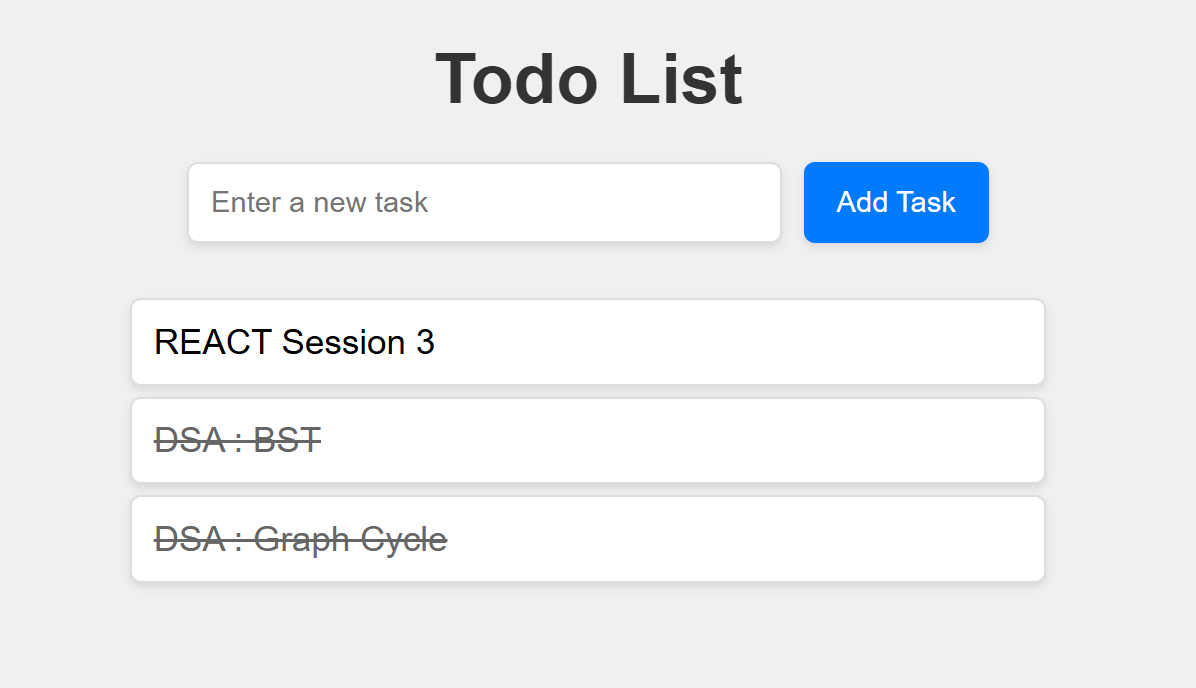 Todo List
Enter a new task
Add Task
REACT Session 3
DSA : BST
DSA : Graph Cycle